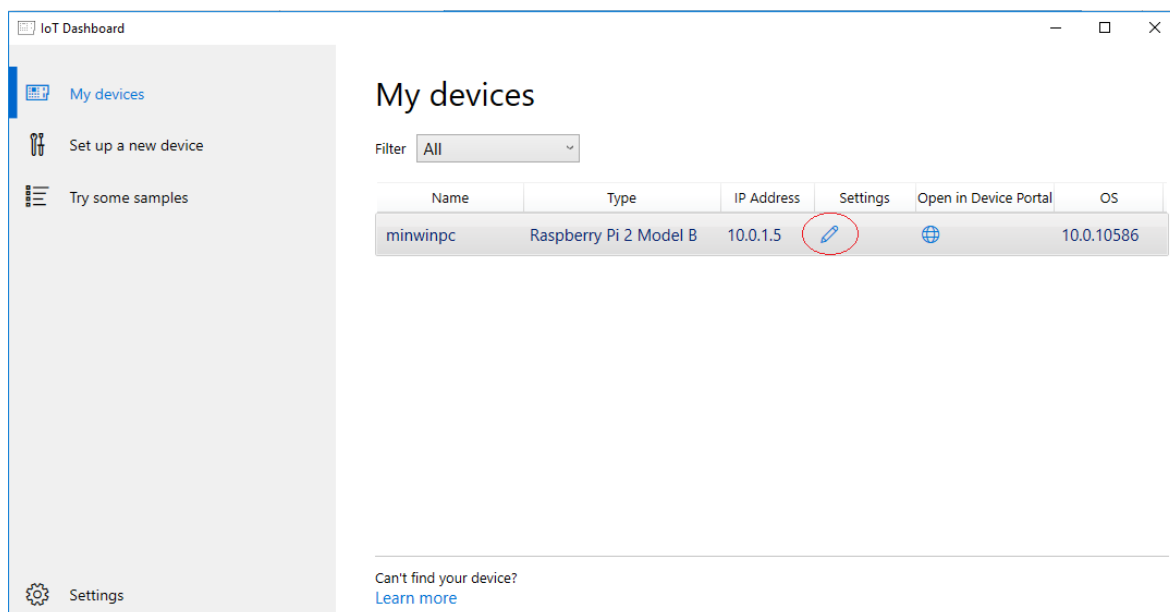 IoT Dashboard
My devices
Set up a new device
Try some samples
Settings
My devices
Filter All
Name Type IP Address Settings Open in Device Portal OS
minwinpc Raspberry Pi 2 Model B 10.0.1.5 10.0.10586
Can't find your device?
Learn more